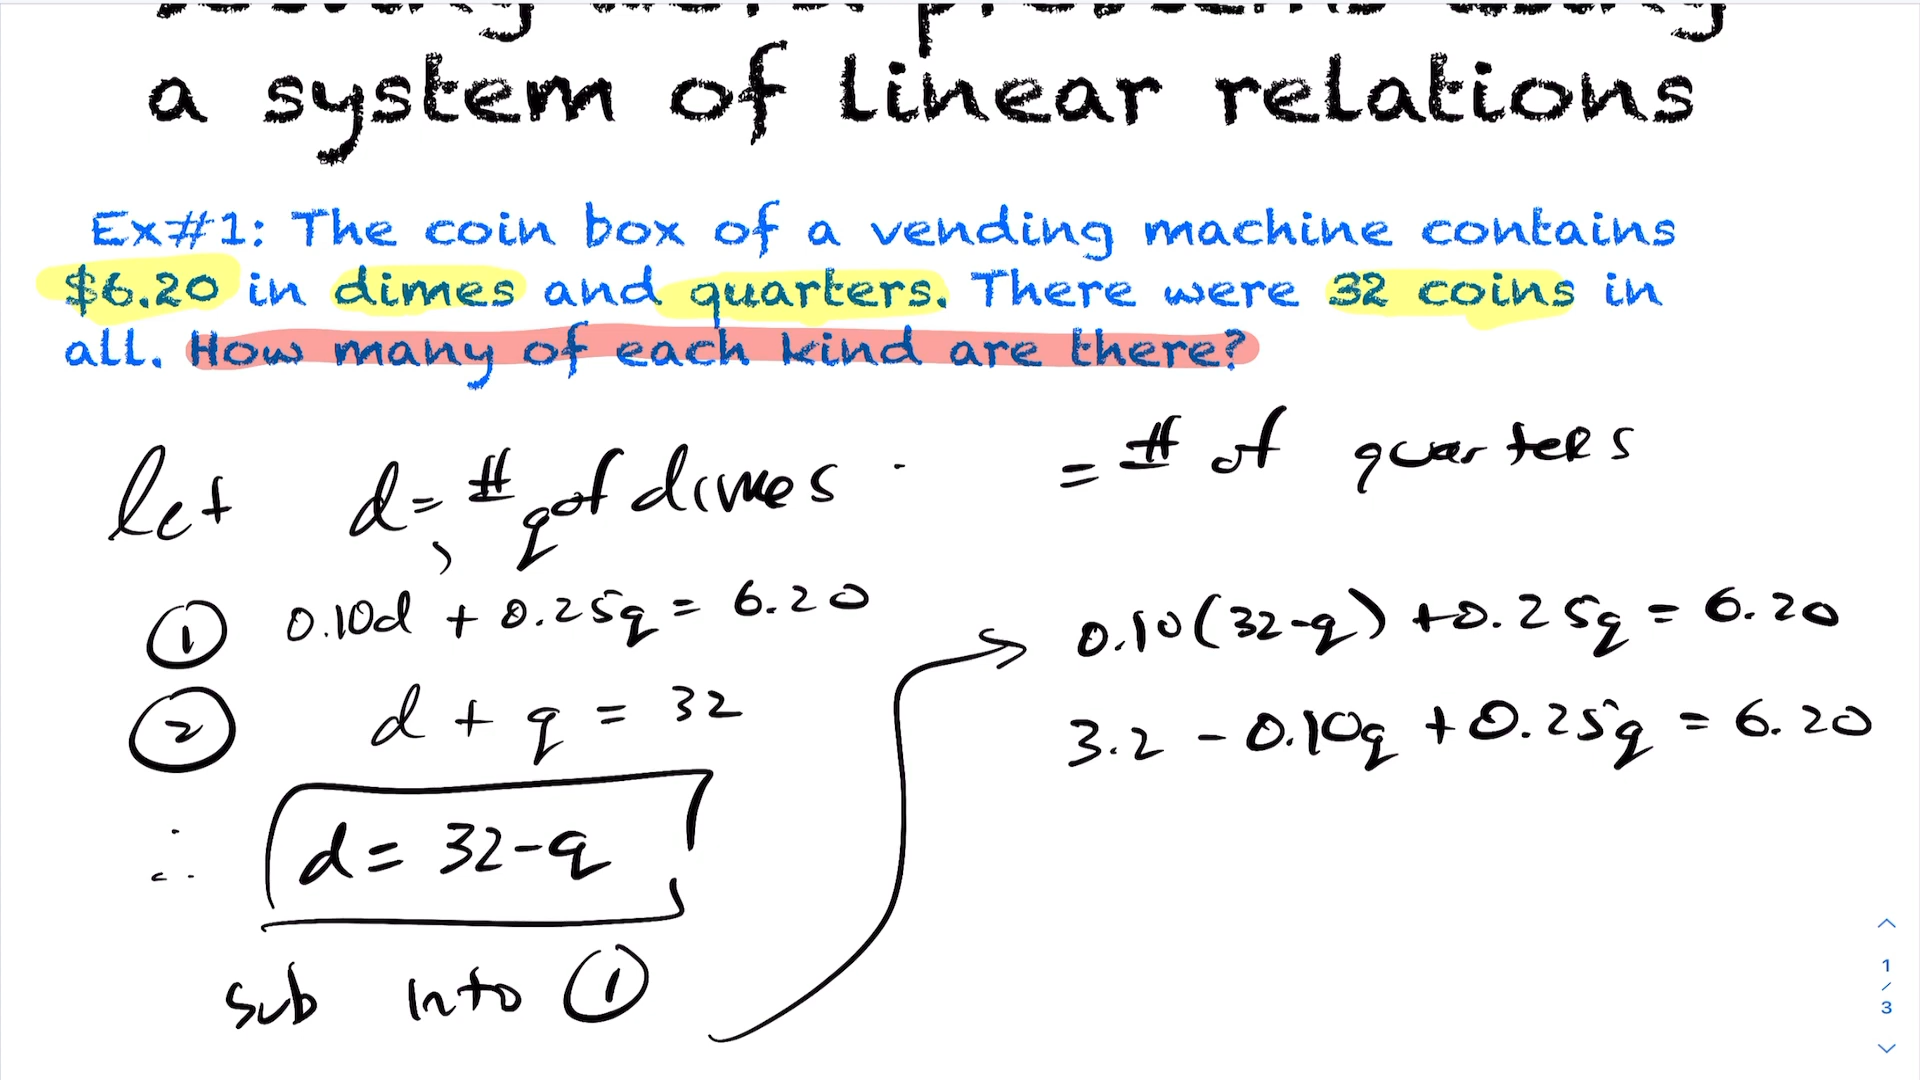 a system of linear relations
Ex#1: The coin box of a vending machine contains
$6.20 in dimes and quarters. There were 32 coins in
all. How many of each kind are there?
let d = # of dimes, q = # of quarters
① 0.10d + 0.25q = 6.20
② d + q = 32
∴ d = 32-q
sub into ①
0.10(32-q) + 0.25q = 6.20
3.2 - 0.10q + 0.25q = 6.20
1
/
3